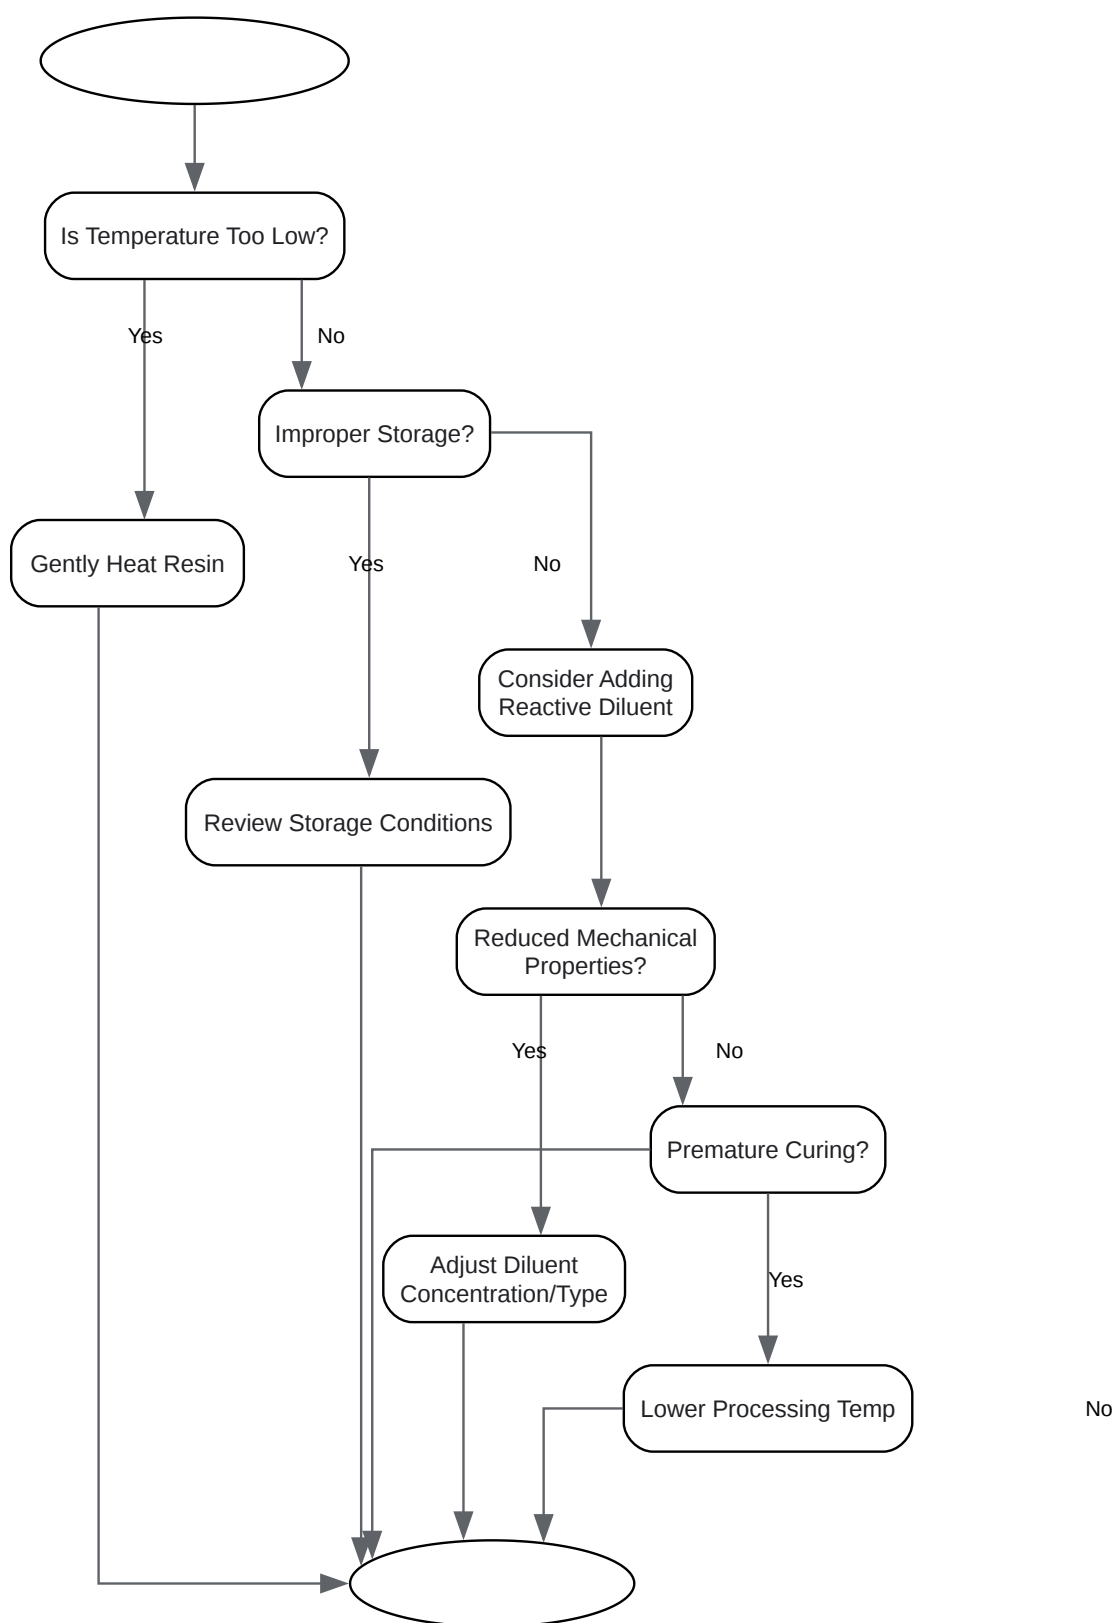 Is Temperature Too Low?
Yes
No
Improper Storage?
Gently Heat Resin
Yes
No
Consider Adding
Reactive Diluent
Review Storage Conditions
Reduced Mechanical
Properties?
Yes
No
Premature Curing?
Adjust Diluent
Concentration/Type
Yes
Lower Processing Temp
No